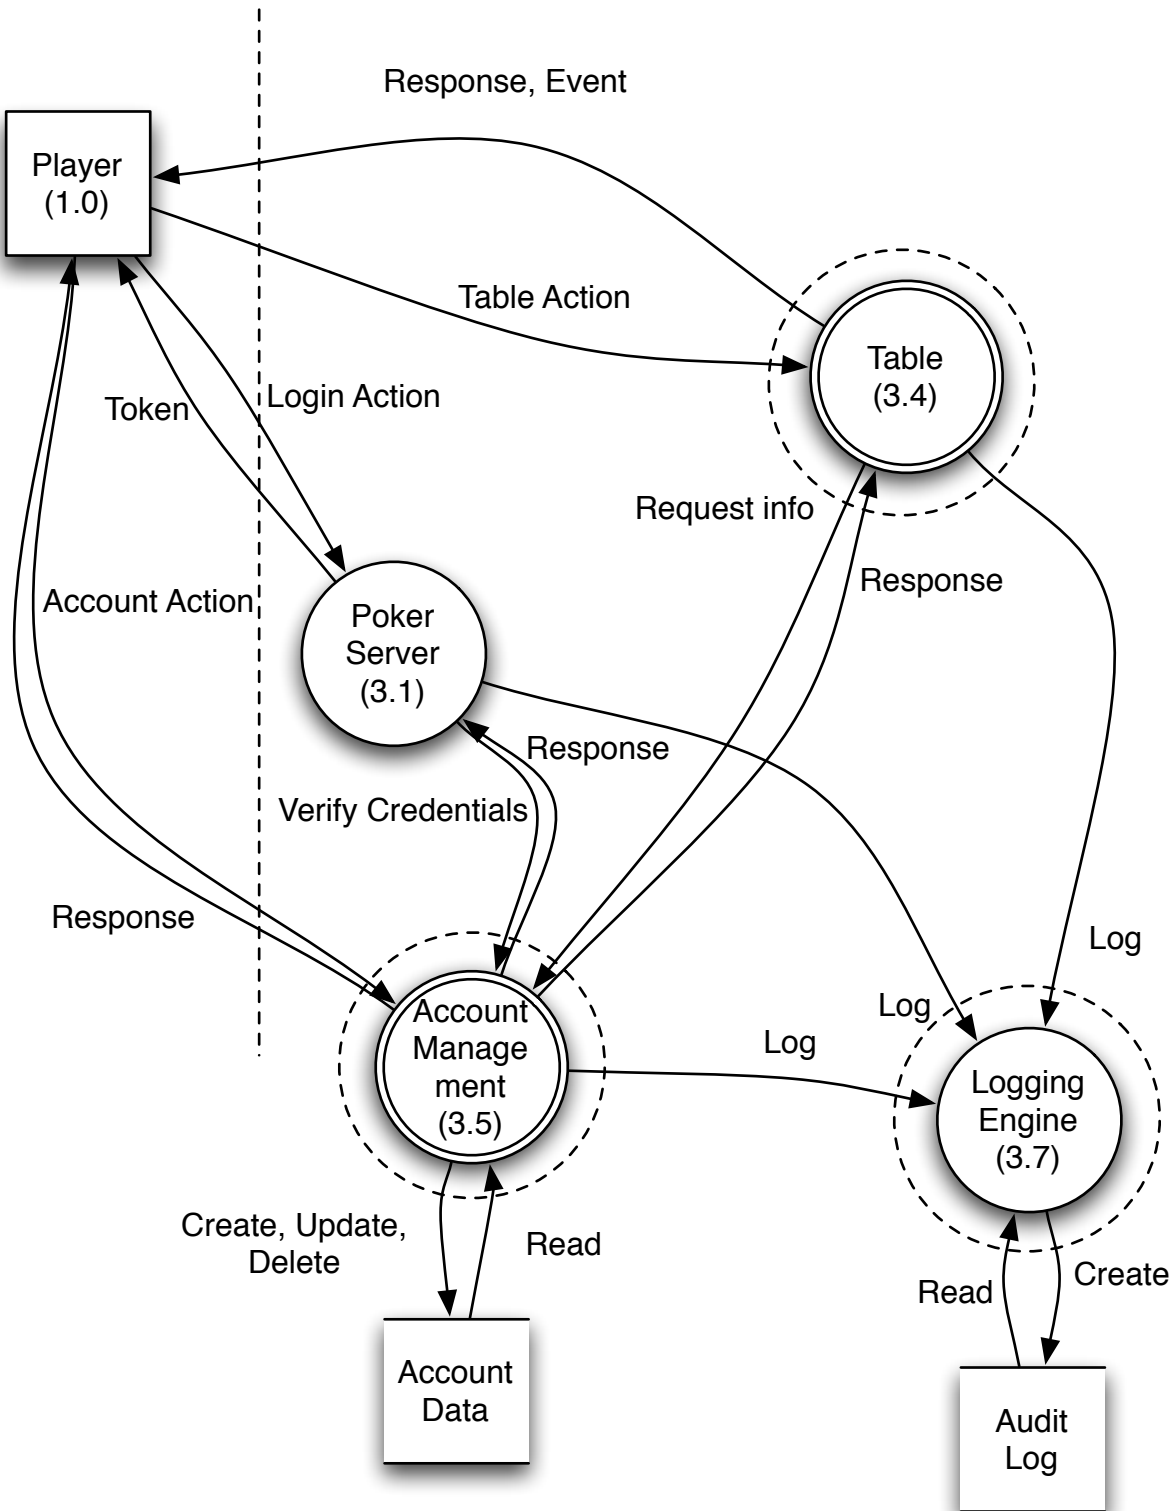 Response, Event
Player
(1.0)
Table Action
Table
(3.4)
Token
Login Action
Request info
Response
Account Action
Poker
Server
(3.1)
Response
Verify Credentials
Response
Log
Log
Log
Account
Manage
ment
(3.5)
Logging
Engine
(3.7)
Create, Update,
Delete
Read
Read
Create
Account
Data
Audit
Log